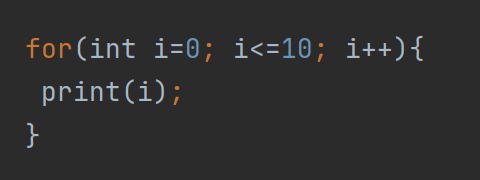 for(int i=0; i<=10; i++){
 print(i);
}